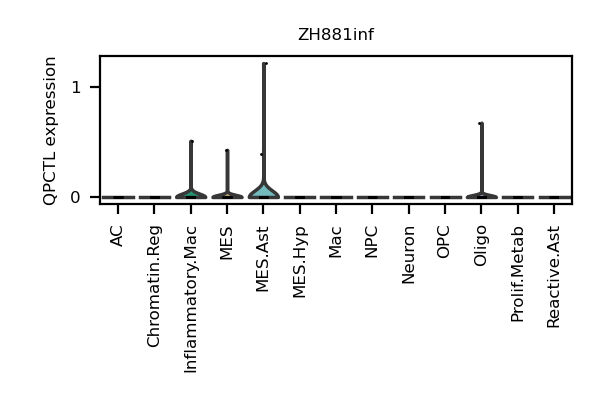 ZH881inf
QPCTL expression
1
0
AC
Chromatin.Reg
Inflammatory.Mac
MES
MES.Ast
MES.Hyp
Mac
NPC
Neuron
OPC
Oligo
Prolif.Metab
Reactive.Ast